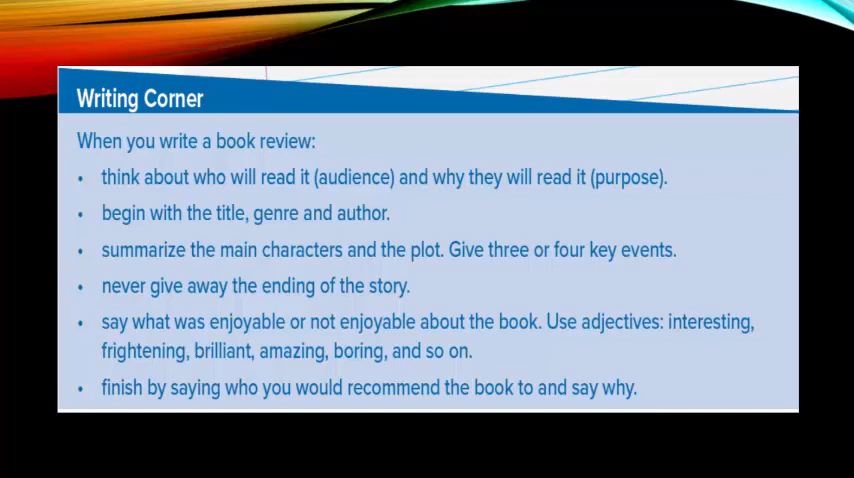 Writing Corner
When you write a book review:
• think about who will read it (audience) and why they will read it (purpose).
• begin with the title, genre and author.
• summarize the main characters and the plot. Give three or four key events.
• never give away the ending of the story.
• say what was enjoyable or not enjoyable about the book. Use adjectives: interesting,
frightening, brilliant, amazing, boring, and so on.
• finish by saying who you would recommend the book to and say why.